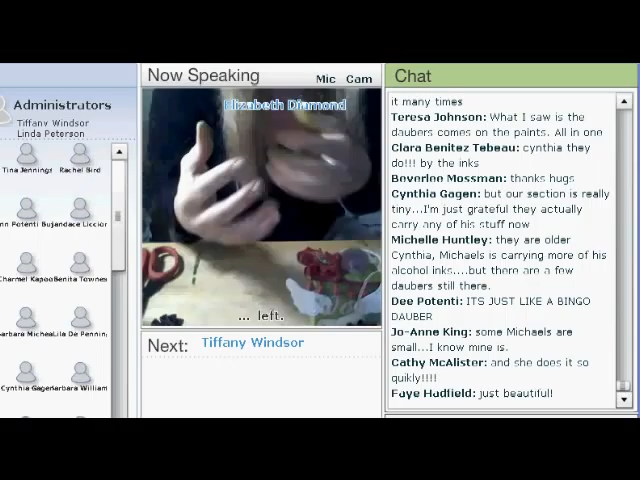 Administrators
Tiffany Windsor
Linda Peterson
Tina Jennings Rachel Bird
Now Speaking
Mic Cam
Elizabeth Diamond
... left.
Next: Tiffany Windsor
Chat
it many times
Teresa Johnson: What I saw is the
daubers comes on the paints. All in one
Clara Benitez Tebeau: cynthia they
do!!! by the inks
Beverlee Mossman: thanks hugs
Cynthia Gagen: but our section is really
tiny...I'm just grateful they actually
carry any of his stuff now
Michelle Huntley: they are older
Cynthia, Michaels is carrying more of his
alcohol inks....but there are a few
daubers still there.
Dee Potenti: ITS JUST LIKE A BINGO
DAUBER
Jo-Anne King: some Michaels are
small...I know mine is.
Cathy McAlister: and she does it so
quikly!!!!
Faye Hadfield: just beautiful!